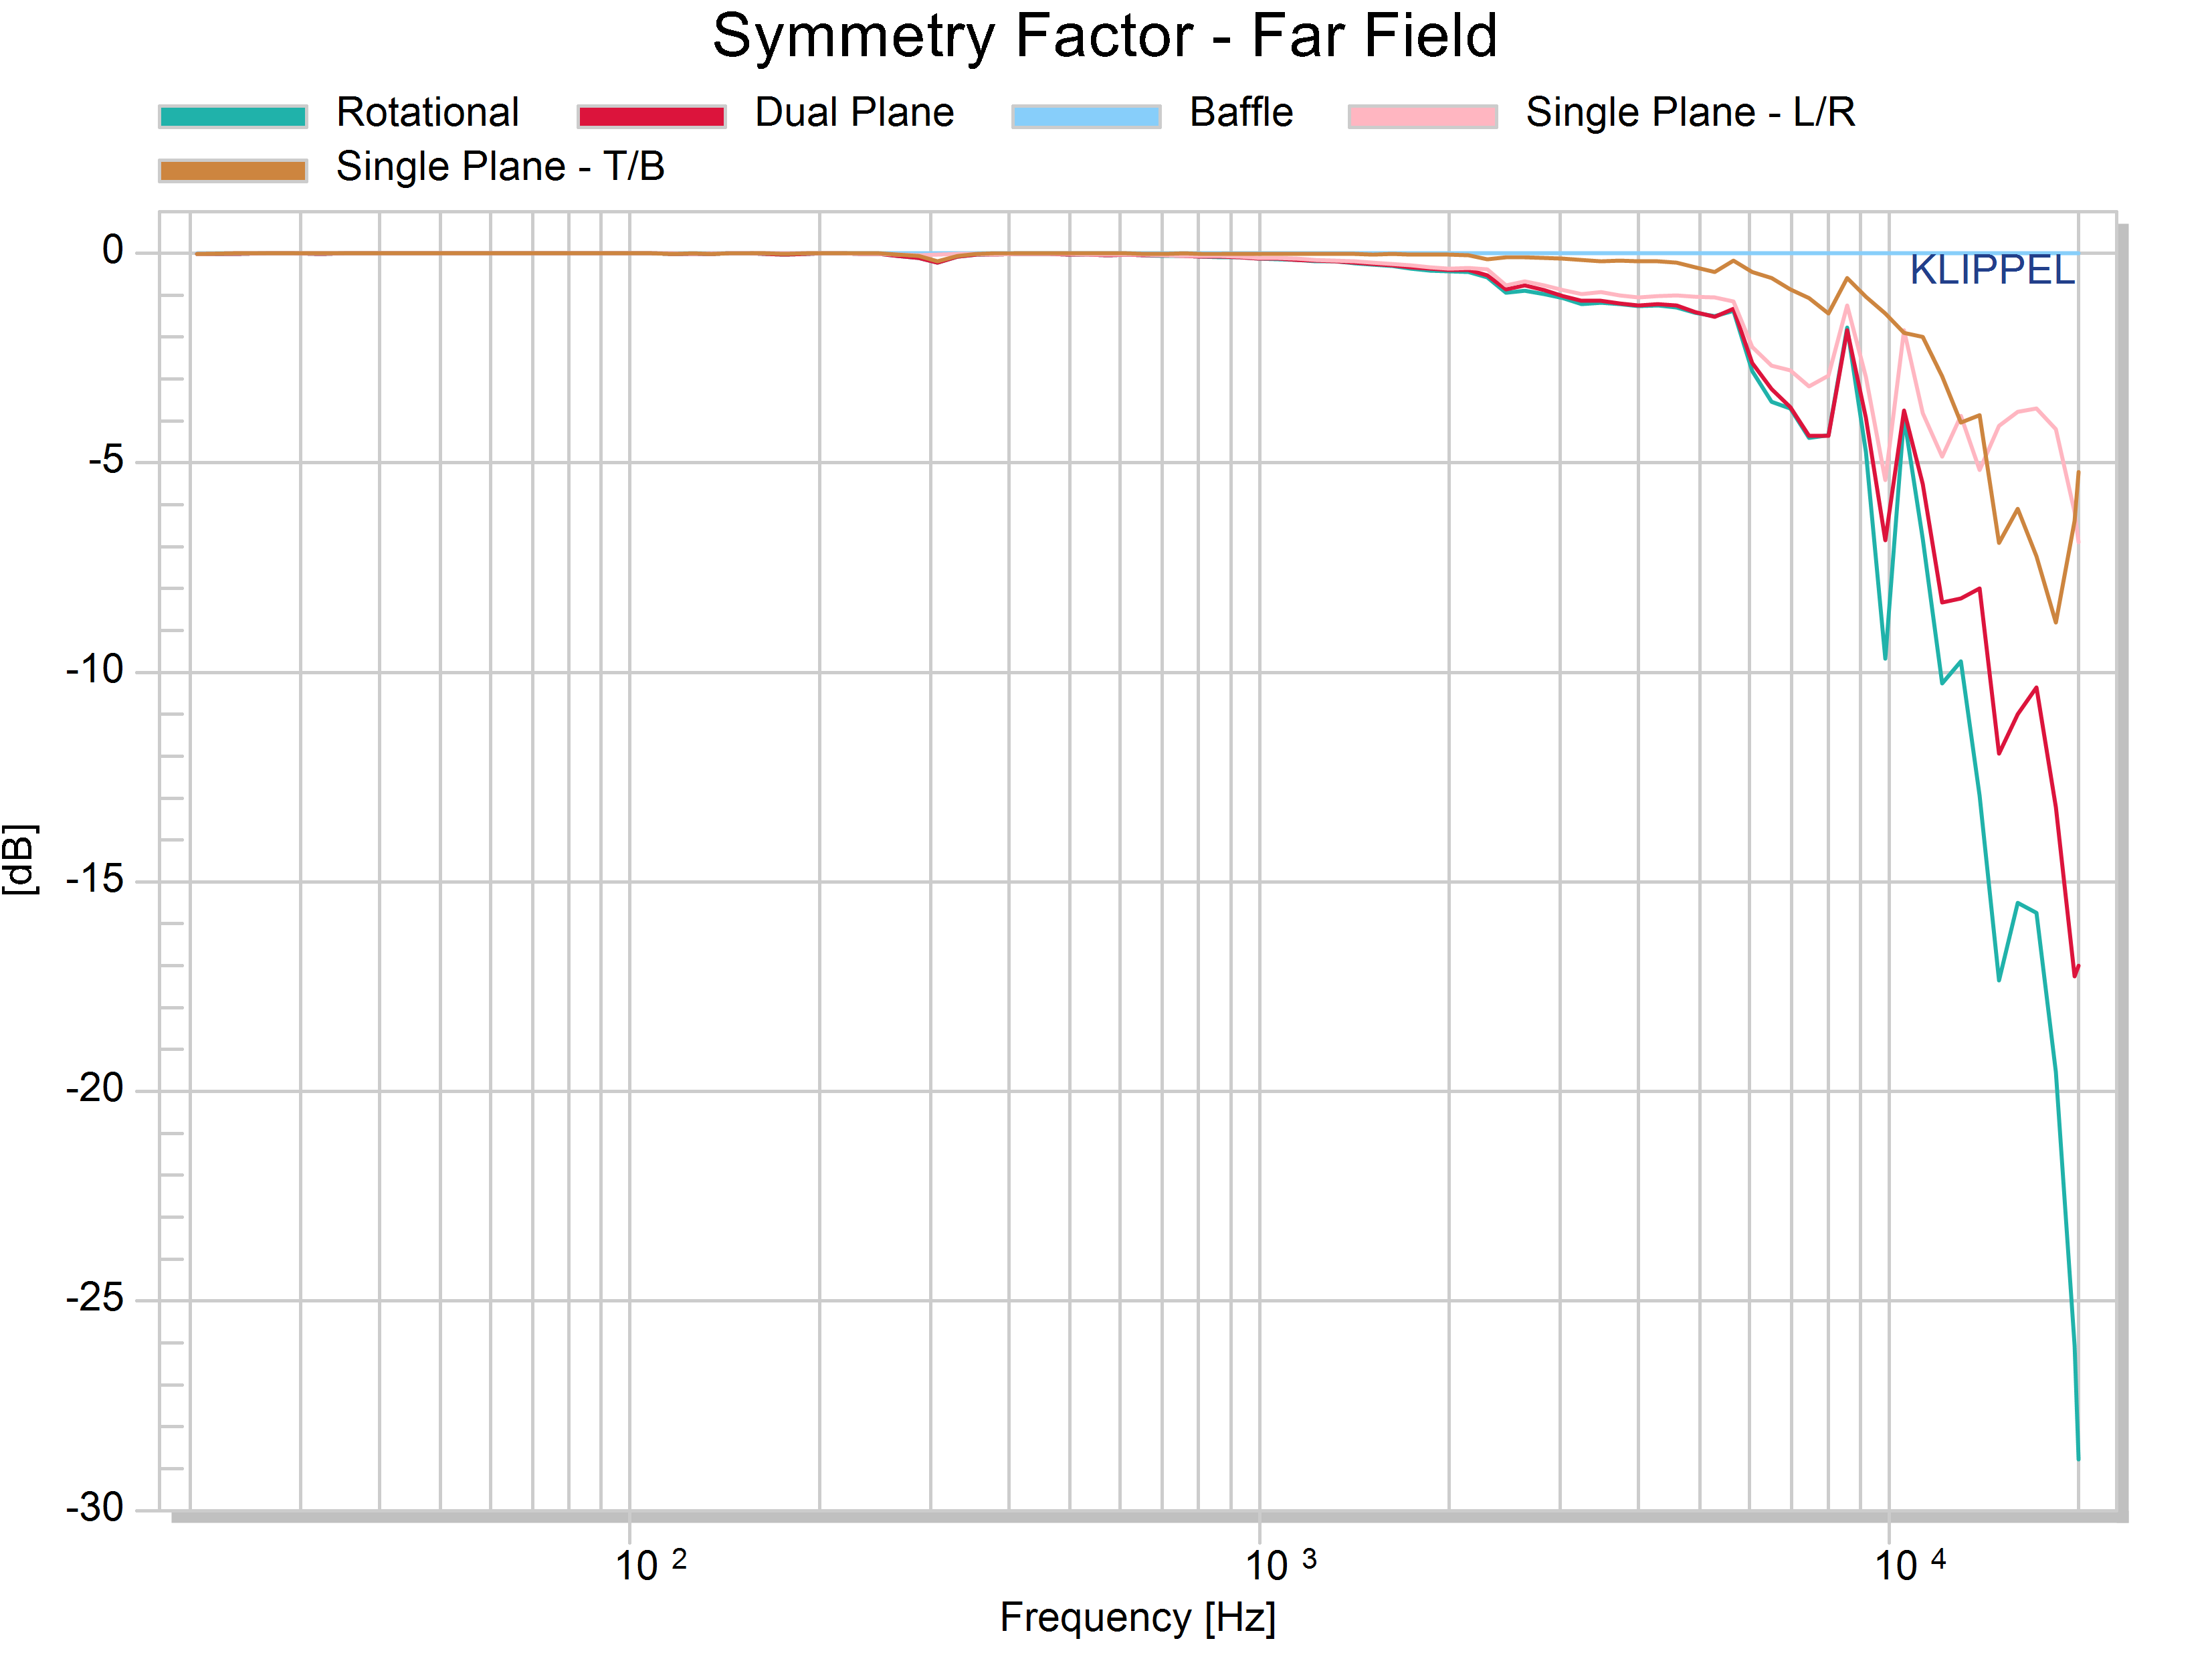 Symmetry Factor - Far Field
Rotational Dual Plane Baffle Single Plane - L/R
Single Plane - T/B
KLIPPEL
0
-5
-10
-15
-20
-25
-30
[dB]
10 2 10 3 10 4
Frequency [Hz]